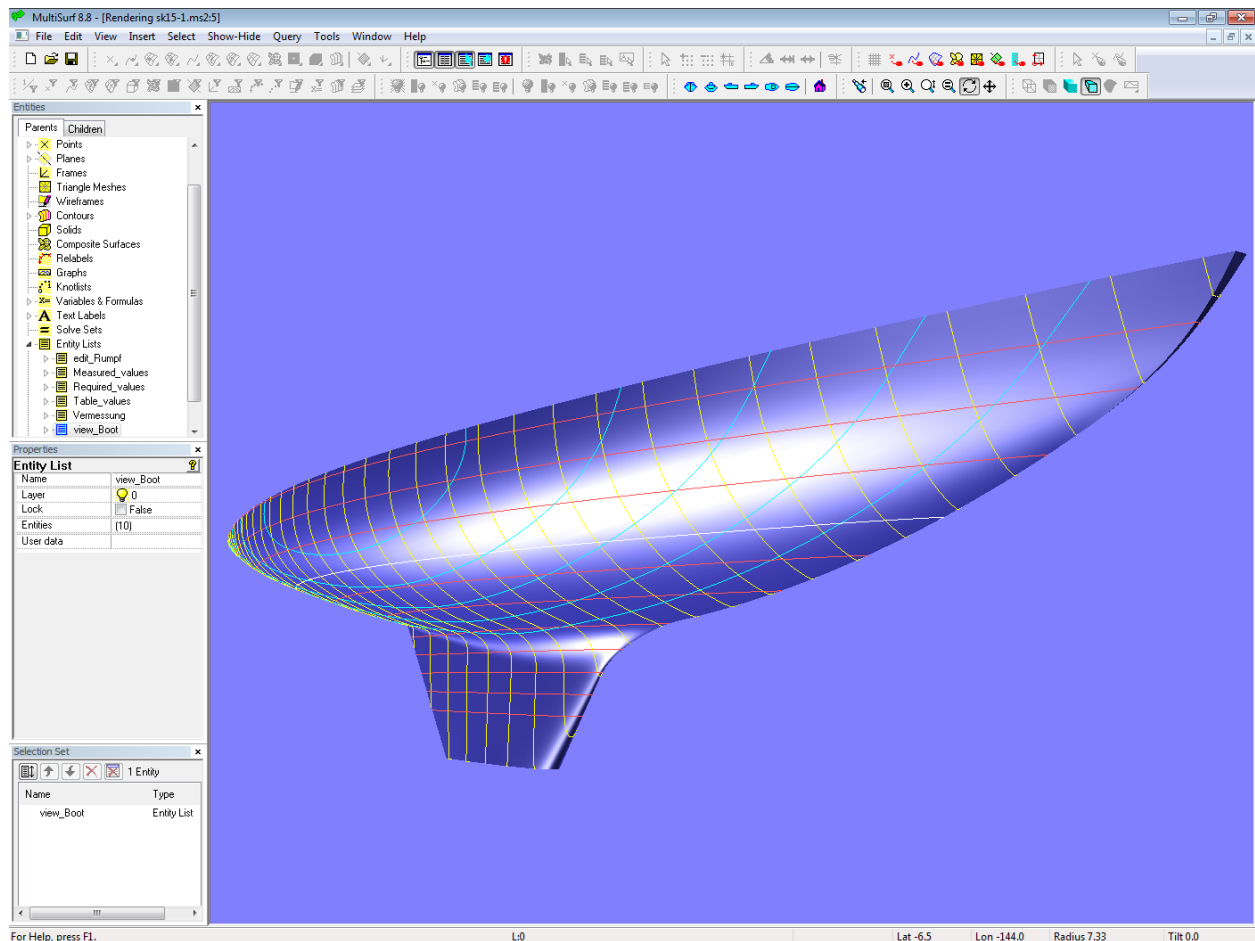 MultiSurf 8.8 - [Rendering sk15-1.ms2:5]
File Edit View Insert Select Show-Hide Query Tools Window Help
Entities
Parents Children
Points
Planes
Frames
Triangle Meshes
Wireframes
Contours
Solids
Composite Surfaces
Relabels
Graphs
Knotlists
Variables & Formulas
Text Labels
Solve Sets
Entity Lists
edit_Rumpf
Measured_values
Required_values
Table_values
Vermessung
view_Boot
Properties
Entity List
Name view_Boot
Layer 0
Lock False
Entities {10}
User data
Selection Set
1 Entity
Name Type
view_Boot Entity List
For Help, press F1. L:0 Lat -6.5 Lon -144.0 Radius 7.33 Tilt 0.0